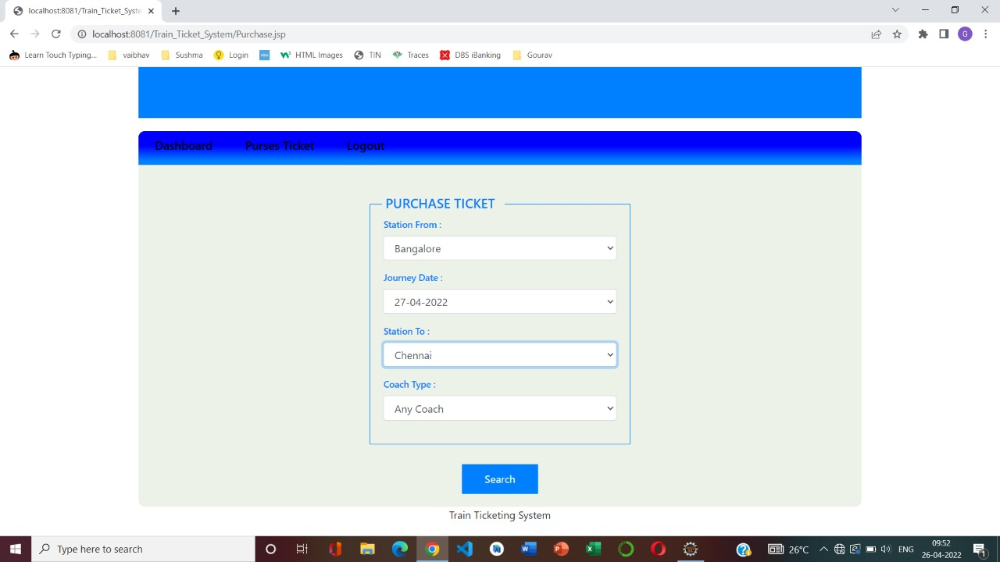 localhost:8081/Train_Ticket_Syste
localhost:8081/Train_Ticket_System/Purchase.jsp
G
Learn Touch Typing... vaibhav Sushma Login HTML Images TIN Traces DBS iBanking Gourav
Dashboard Purses Ticket Logout
PURCHASE TICKET
Station From :
Bangalore
Journey Date :
27-04-2022
Station To :
Chennai
Coach Type :
Any Coach
Search
Train Ticketing System
Type here to search
26°C ENG 09:52
26-04-2022
1